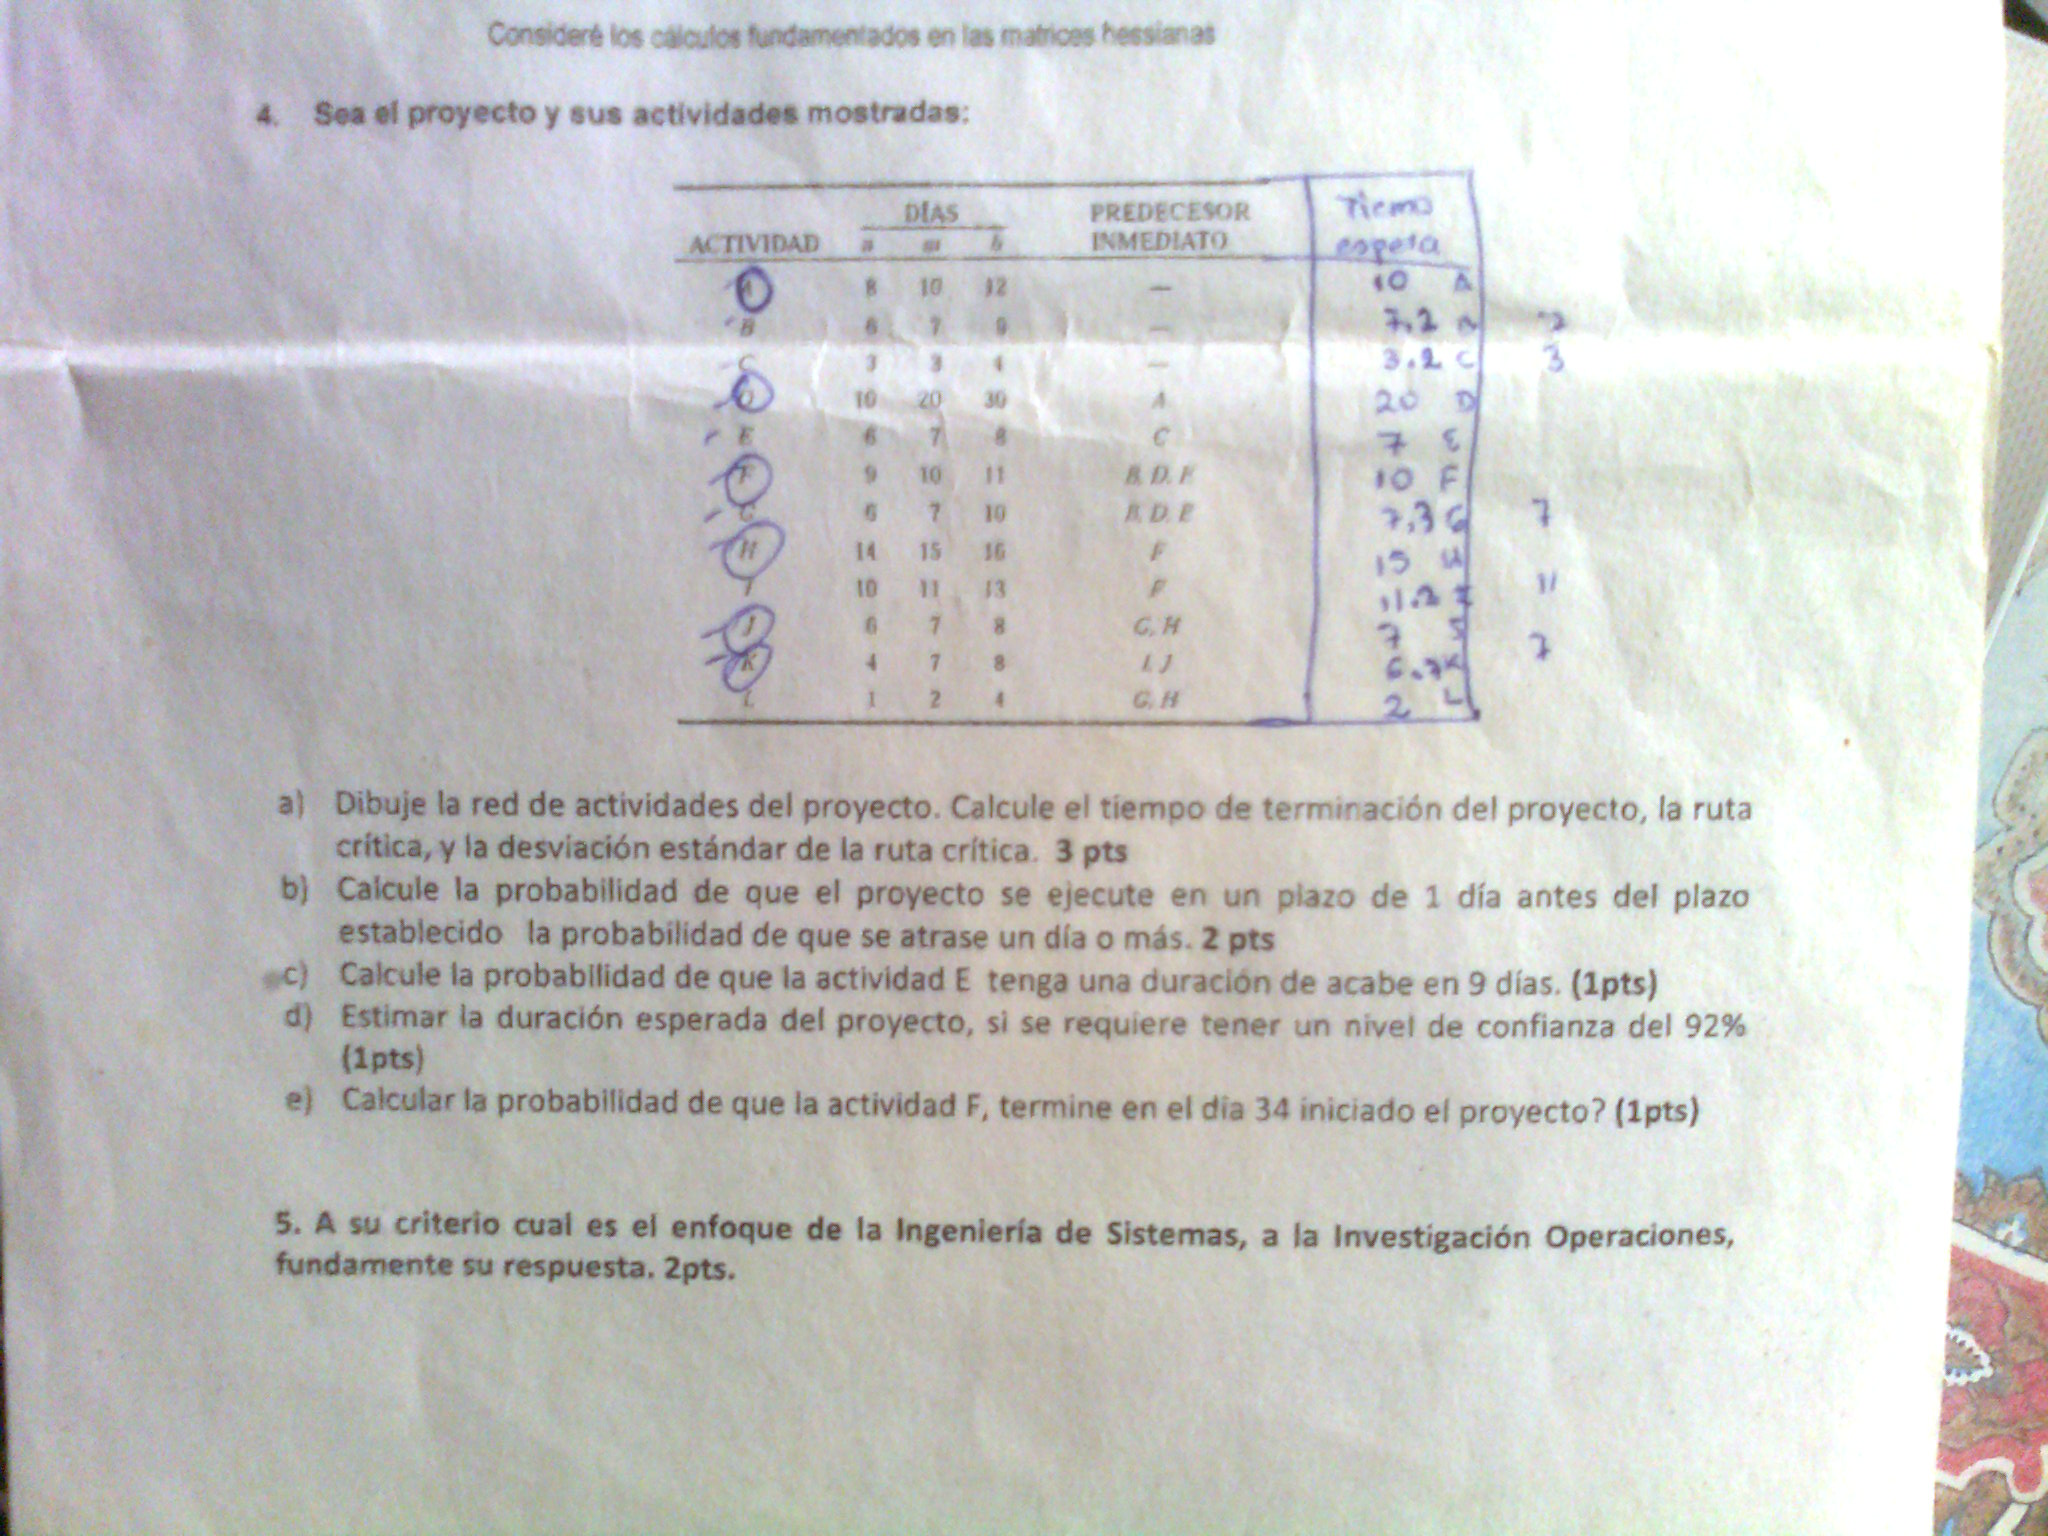 Consideré los cálculos fundamentados en las matrices hessianas
4. Sea el proyecto y sus actividades mostradas:
DÍAS PREDECESOR Tiemo
ACTIVIDAD a m b INMEDIATO espera
A 8 10 12 — 10 A
B 6 7 9 — 7.2
C 3 3 4 — 3.2 C 3
D 10 20 30 A 20 D
E 6 7 8 C 7 E
F 9 10 11 B, D, E 10 F
G 6 7 10 B, D, E 7.3 G 7
H 14 15 16 F 15 H
I 10 11 13 F 11.2 I 11
J 6 7 8 G, H 7 J
K 4 7 8 I, J 6.7 K 7
L 1 2 4 G, H 2 L
a) Dibuje la red de actividades del proyecto. Calcule el tiempo de terminación del proyecto, la ruta
crítica, y la desviación estándar de la ruta crítica. 3 pts
b) Calcule la probabilidad de que el proyecto se ejecute en un plazo de 1 día antes del plazo
establecido la probabilidad de que se atrase un día o más. 2 pts
c) Calcule la probabilidad de que la actividad E tenga una duración de acabe en 9 días. (1pts)
d) Estimar la duración esperada del proyecto, si se requiere tener un nivel de confianza del 92%
(1pts)
e) Calcular la probabilidad de que la actividad F, termine en el día 34 iniciado el proyecto? (1pts)
5. A su criterio cual es el enfoque de la Ingeniería de Sistemas, a la Investigación Operaciones,
fundamente su respuesta. 2pts.